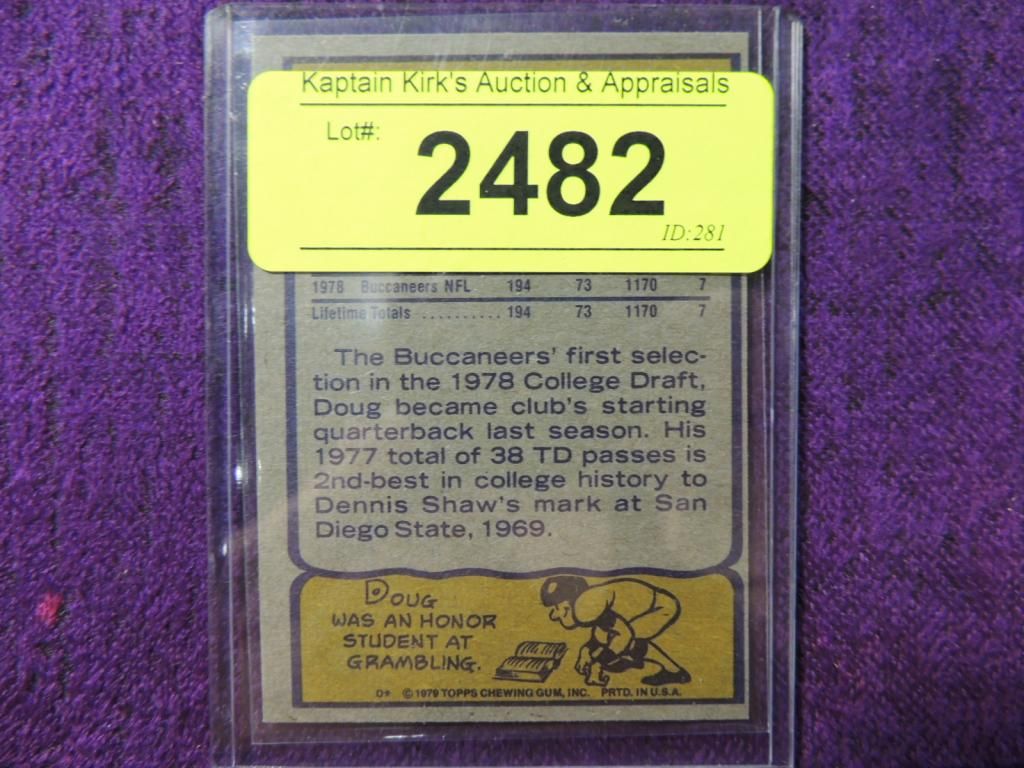 Kaptain Kirk's Auction & Appraisals
Lot#:
2482
ID:281
1978 Buccaneers NFL 194 73 1170 7
Lifetime Totals .......... 194 73 1170 7
The Buccaneers' first selec-
tion in the 1978 College Draft,
Doug became club's starting
quarterback last season. His
1977 total of 38 TD passes is
2nd-best in college history to
Dennis Shaw's mark at San
Diego State, 1969.
DOUG
WAS AN HONOR
STUDENT AT
GRAMBLING.
D* © 1979 TOPPS CHEWING GUM, INC. PRTD. IN U.S.A.